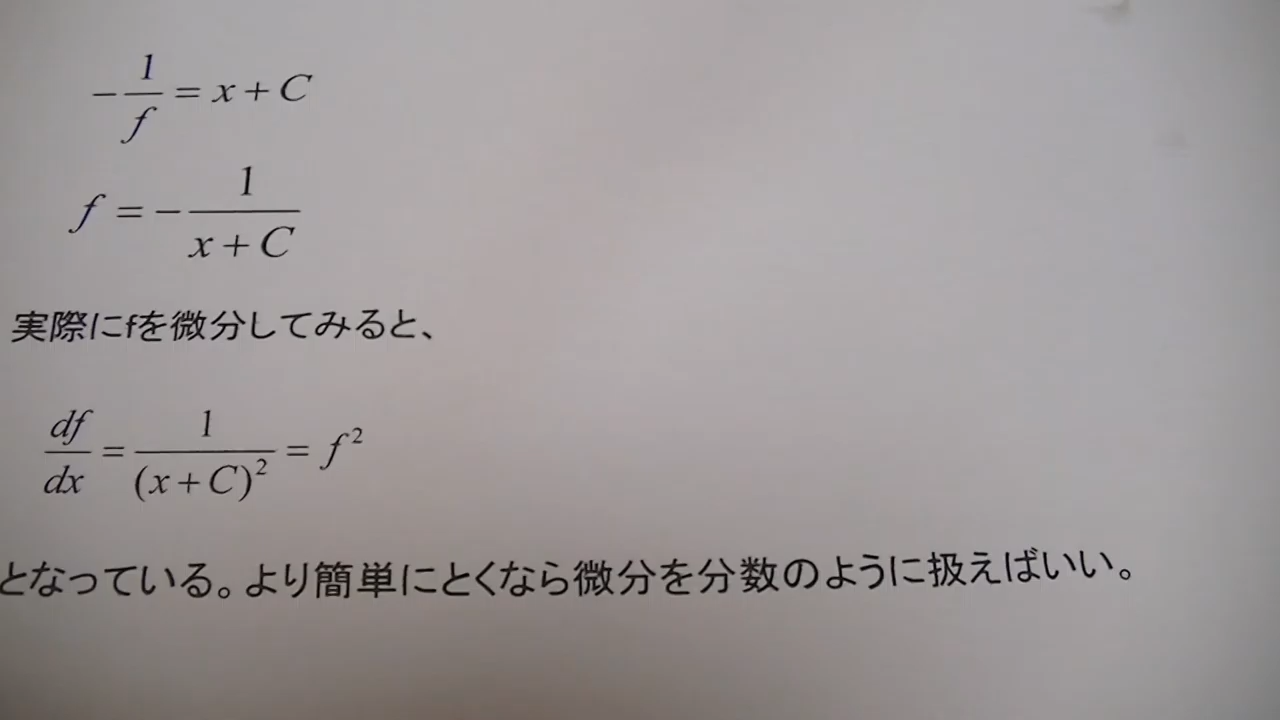 -1/f = x + C
f = -1/(x + C)
実際にfを微分してみると、
df/dx = 1/(x + C)² = f²
となっている。より簡単にとくなら微分を分数のように扱えばいい。